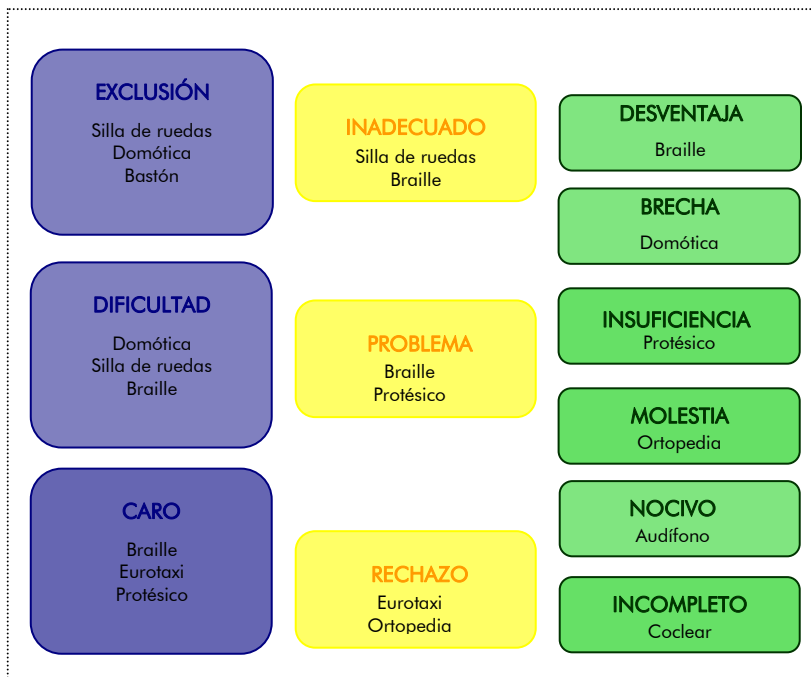 EXCLUSIÓN
Silla de ruedas
Domótica
Bastón
DIFICULTAD
Domótica
Silla de ruedas
Braille
CARO
Braille
Eurotaxi
Protésico
INADECUADO
Silla de ruedas
Braille
PROBLEMA
Braille
Protésico
RECHAZO
Eurotaxi
Ortopedia
DESVENTAJA
Braille
BRECHA
Domótica
INSUFICIENCIA
Protésico
MOLESTIA
Ortopedia
NOCIVO
Audífono
INCOMPLETO
Coclear